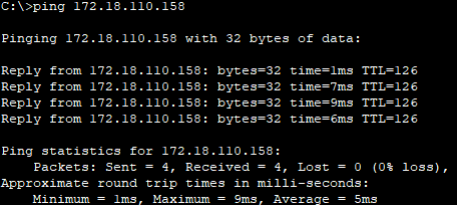 C:\>ping 172.18.110.158
Pinging 172.18.110.158 with 32 bytes of data:
Reply from 172.18.110.158: bytes=32 time=1ms TTL=126
Reply from 172.18.110.158: bytes=32 time=7ms TTL=126
Reply from 172.18.110.158: bytes=32 time=9ms TTL=126
Reply from 172.18.110.158: bytes=32 time=6ms TTL=126
Ping statistics for 172.18.110.158:
Packets: Sent = 4, Received = 4, Lost = 0 (0% loss),
Approximate round trip times in milli-seconds:
Minimum = 1ms, Maximum = 9ms, Average = 5ms